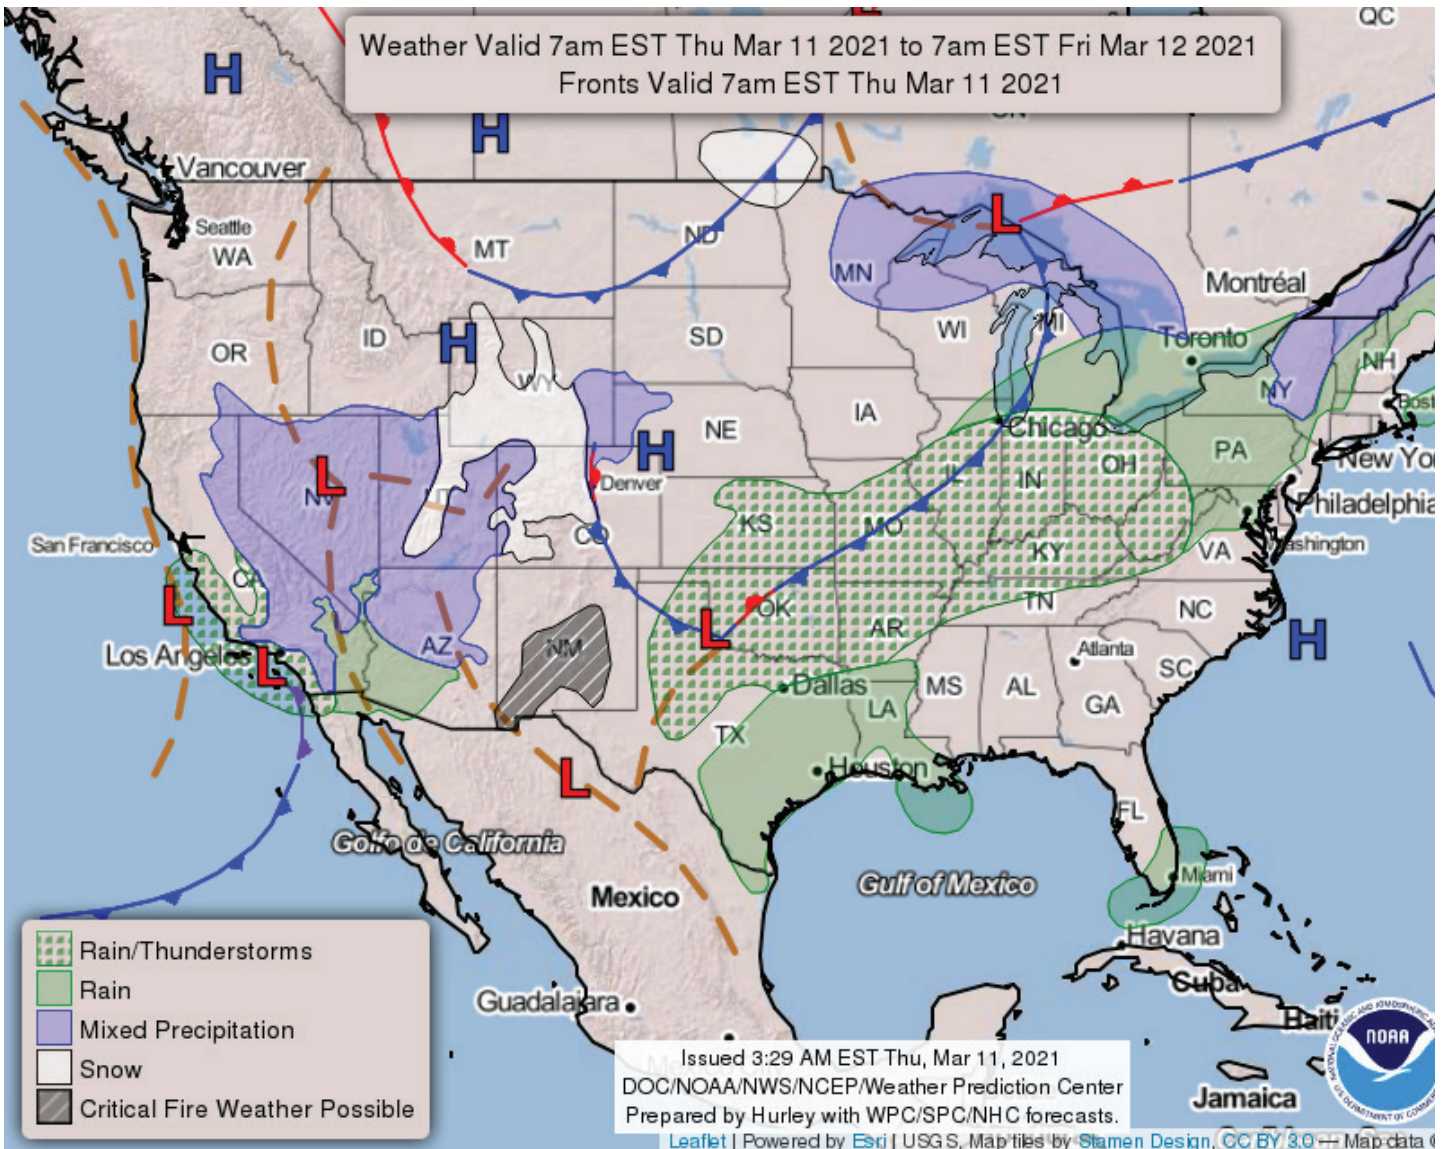 QC
Weather Valid 7am EST Thu Mar 11 2021 to 7am EST Fri Mar 12 2021
Fronts Valid 7am EST Thu Mar 11 2021
L
H
H
ON
Vancouver
Seattle
WA
MT
ND
L
MN
Montréal
OR
ID
H
WY
SD
WI
MI
Toronto
NH
NY
Bost
IA
NE
Chicago
H
PA
New Yo
L
NV
UT
Denver
IL
IN
OH
Philadelphia
San Francisco
CO
KS
MO
KY
VA
Washington
CA
L
TN
NC
L
OK
AR
H
Los Angeles
L
AZ
NM
Atlanta
SC
Dallas
MS
AL
GA
LA
TX
L
Houston
FL
Golfo de California
Mexico
Gulf of Mexico
Miami
Havana
Cuba
Guadalajara
Haiti
Jamaica
Rain/Thunderstorms
Rain
Mixed Precipitation
Snow
Critical Fire Weather Possible
Issued 3:29 AM EST Thu, Mar 11, 2021
DOC/NOAA/NWS/NCEP/Weather Prediction Center
Prepared by Hurley with WPC/SPC/NHC forecasts.
NOAA
Leaflet | Powered by Esri | USGS, Map tiles by Stamen Design, CC BY 3.0 — Map data ©